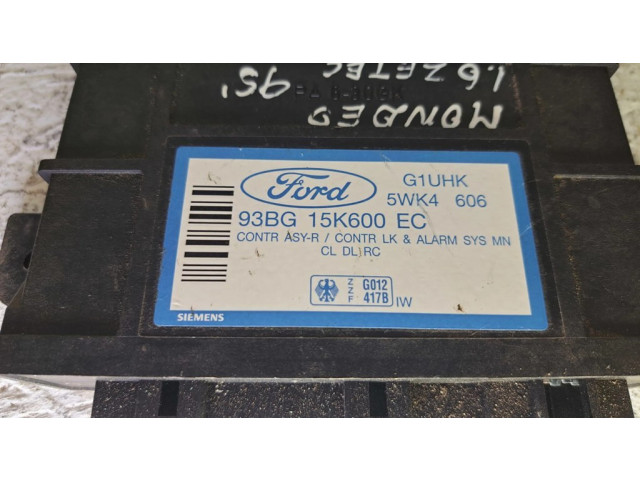 MONDEO
1.6 ZETEC 95'
Ford
G1UHK
5WK4 606
93BG 15K600 EC
CONTR ASY-R / CONTR LK & ALARM SYS MN
CL DL RC
ZZF G012 417B IW
SIEMENS